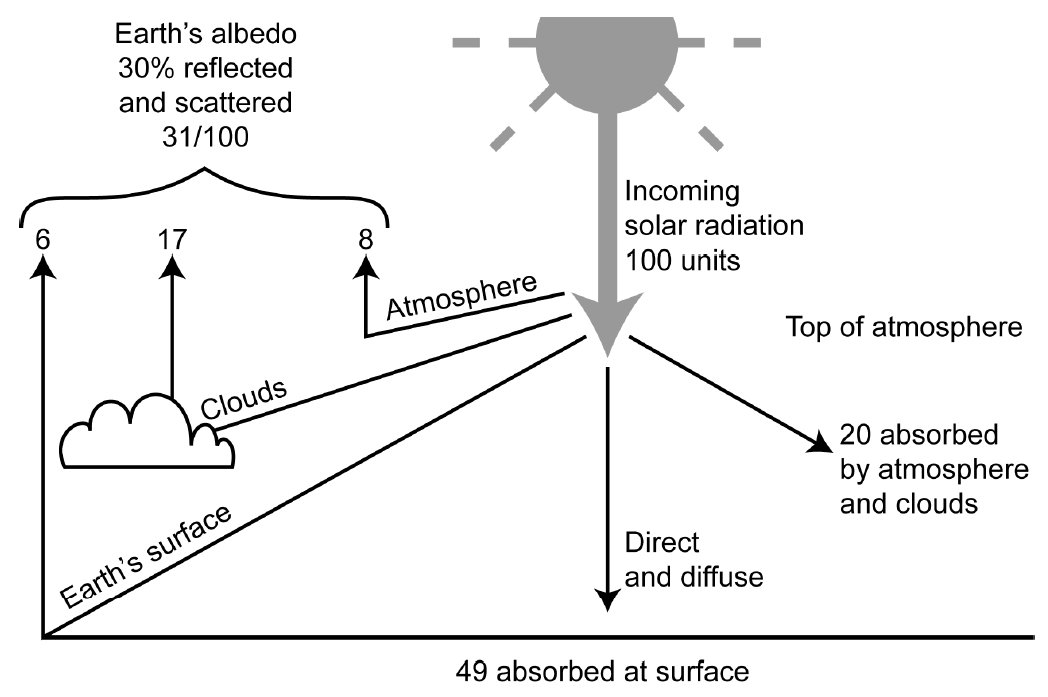 Earth's albedo
30% reflected
and scattered
31/100
6
17
8
Incoming
solar radiation
100 units
Atmosphere
Top of atmosphere
Clouds
20 absorbed
by atmosphere
and clouds
Earth's surface
Direct
and diffuse
49 absorbed at surface